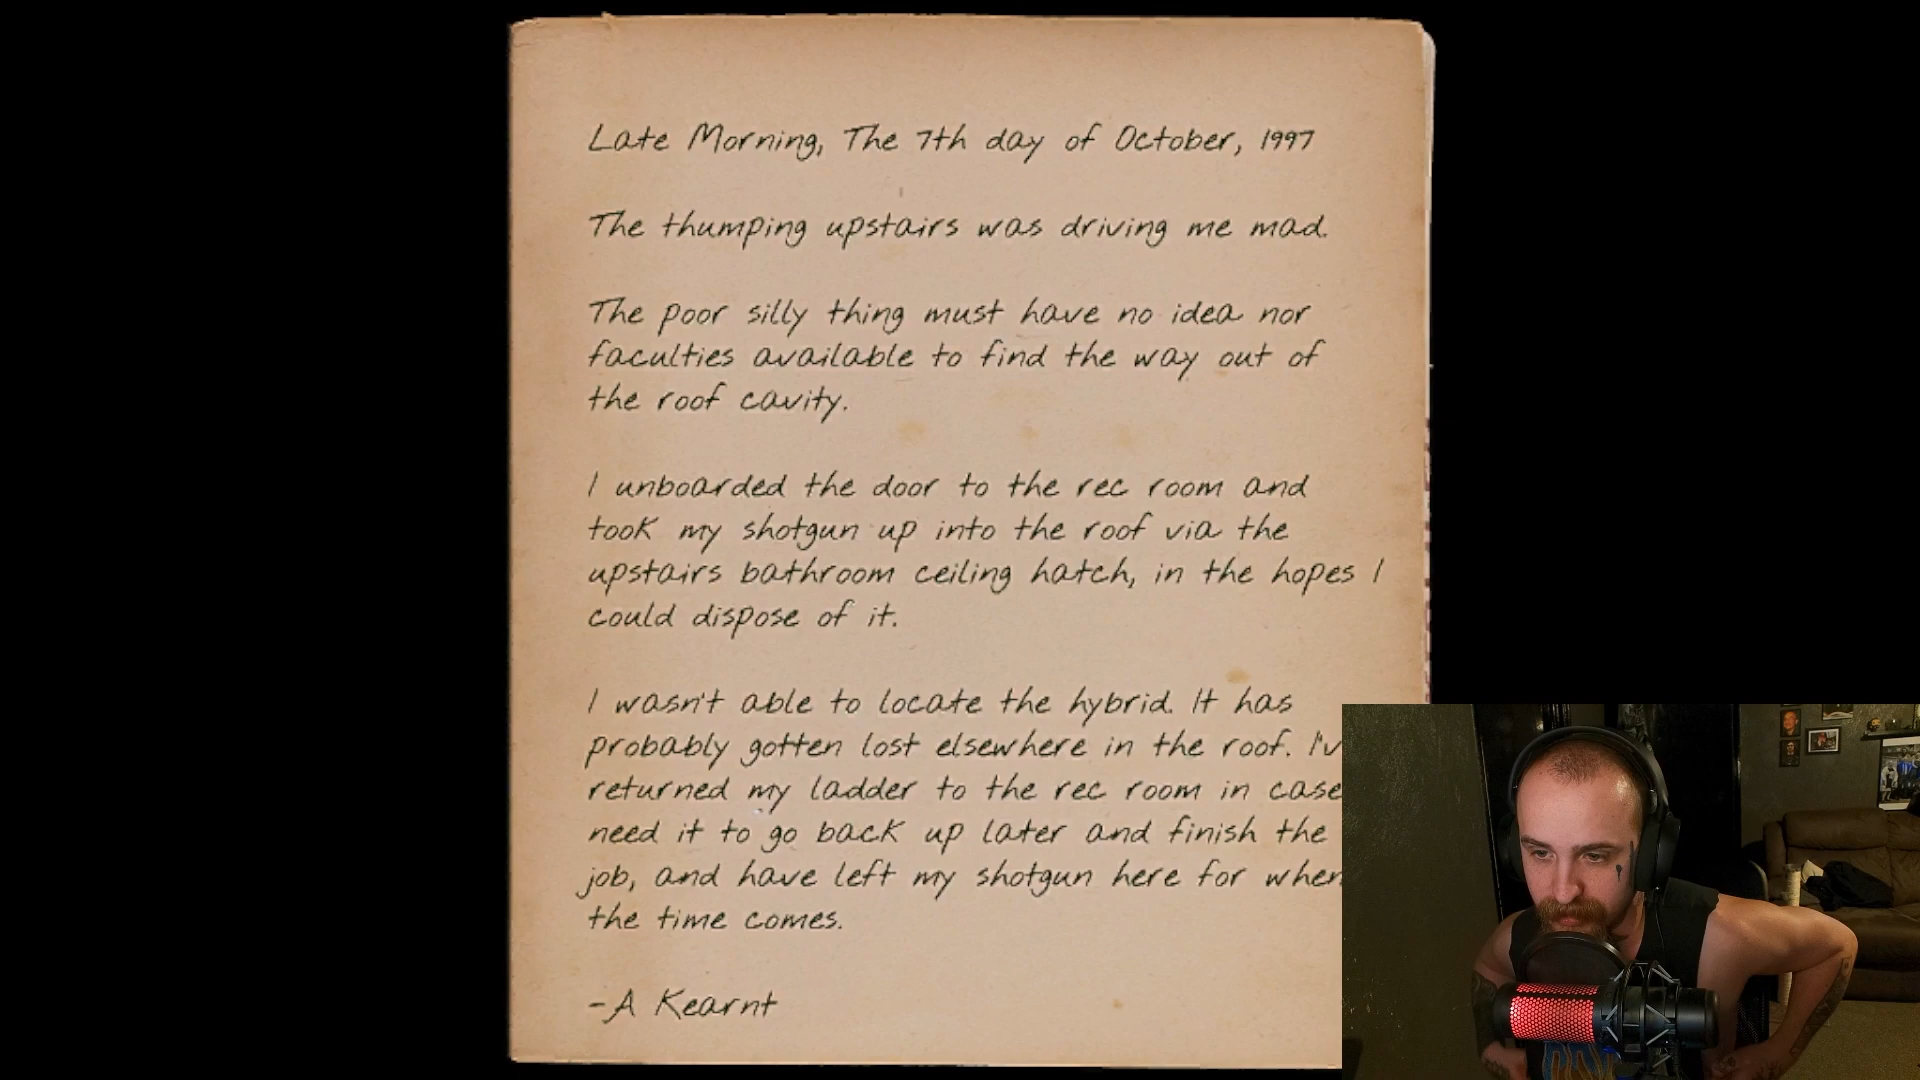 Late Morning, The 7th day of October, 1997
The thumping upstairs was driving me mad.
The poor silly thing must have no idea nor
faculties available to find the way out of
the roof cavity.
I unboarded the door to the rec room and
took my shotgun up into the roof via the
upstairs bathroom ceiling hatch, in the hopes I
could dispose of it.
I wasn't able to locate the hybrid. It has
probably gotten lost elsewhere in the roof. I'v
returned my ladder to the rec room in case
need it to go back up later and finish the
job, and have left my shotgun here for when
the time comes.
-A Kearnt